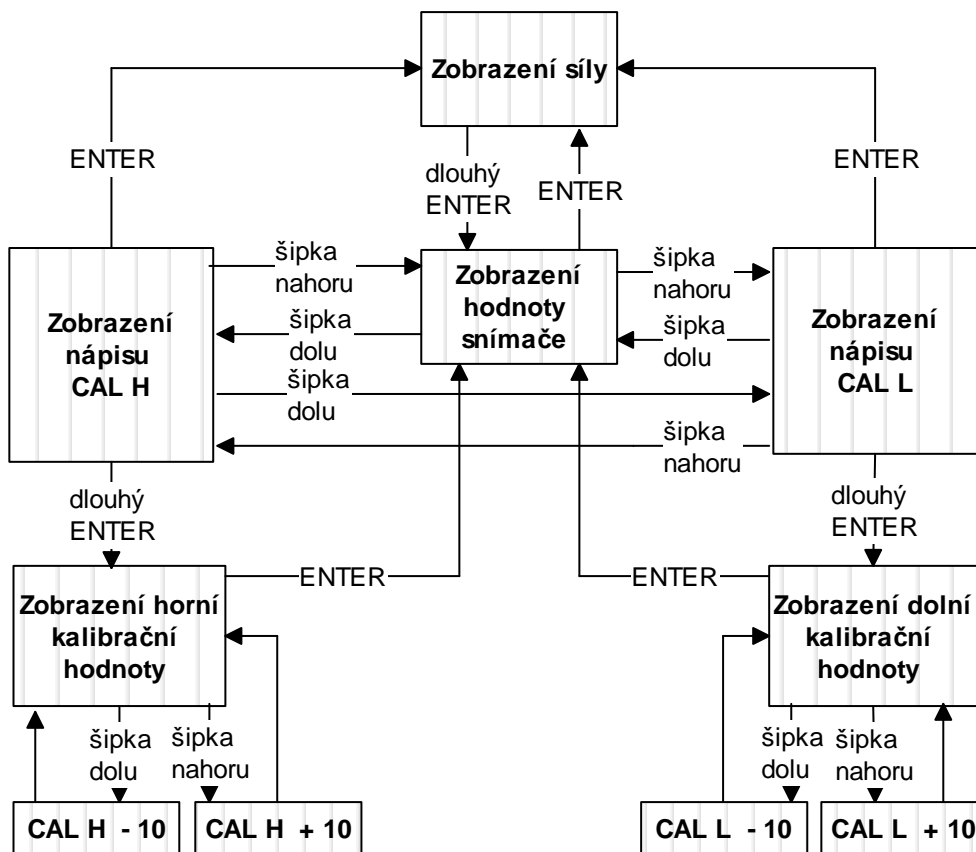 Zobrazení síly
ENTER
dlouhý
ENTER
ENTER
ENTER
Zobrazení
nápisu
CAL H
šipka
nahoru
Zobrazení
hodnoty
snímače
šipka
nahoru
Zobrazení
nápisu
CAL L
šipka
dolu
šipka
dolu
šipka
dolu
šipka
nahoru
dlouhý
ENTER
dlouhý
ENTER
ENTER
ENTER
Zobrazení horní
kalibrační
hodnoty
Zobrazení dolní
kalibrační
hodnoty
šipka
dolu
šipka
nahoru
šipka
dolu
šipka
nahoru
CAL H - 10
CAL H + 10
CAL L - 10
CAL L + 10